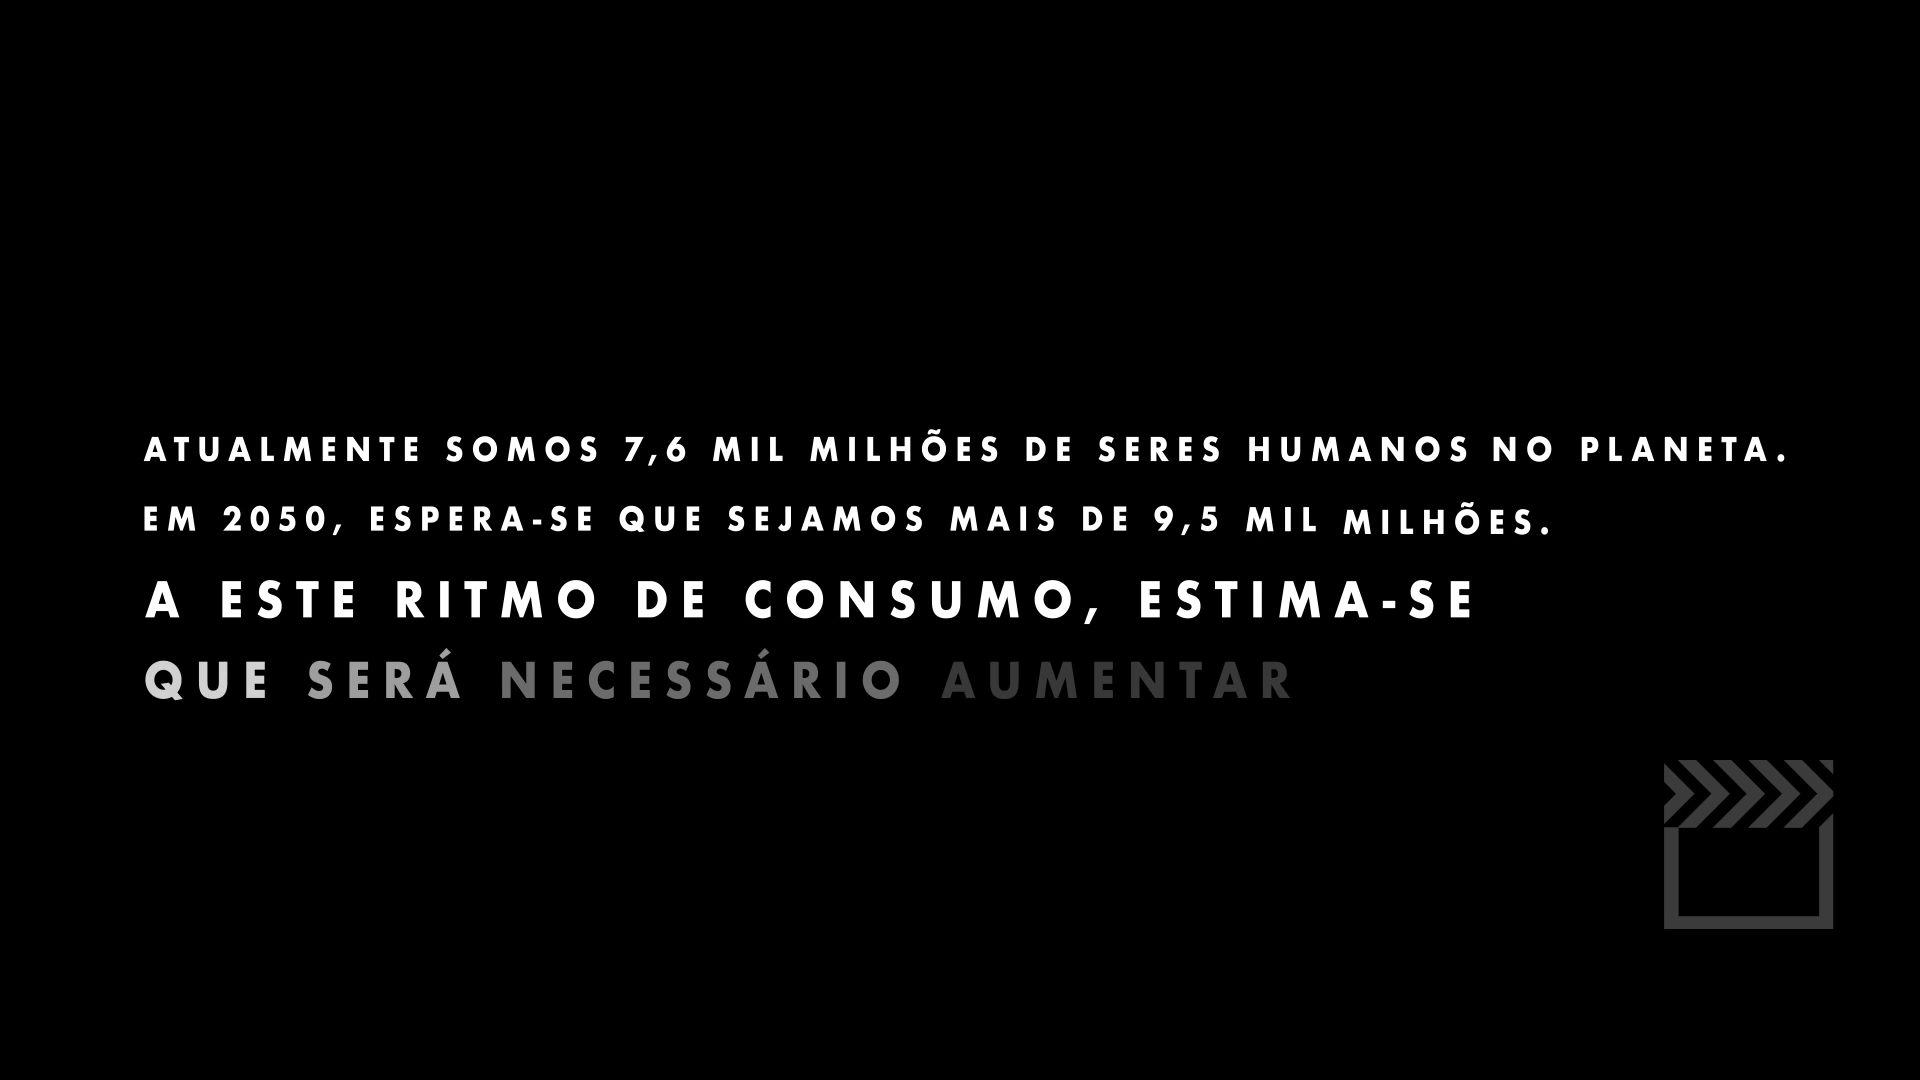 ATUALMENTE SOMOS 7,6 MIL MILHÕES DE SERES HUMANOS NO PLANETA.
EM 2050, ESPERA-SE QUE SEJAMOS MAIS DE 9,5 MIL MILHÕES.
A ESTE RITMO DE CONSUMO, ESTIMA-SE
QUE SERÁ NECESSÁRIO AUMENTAR